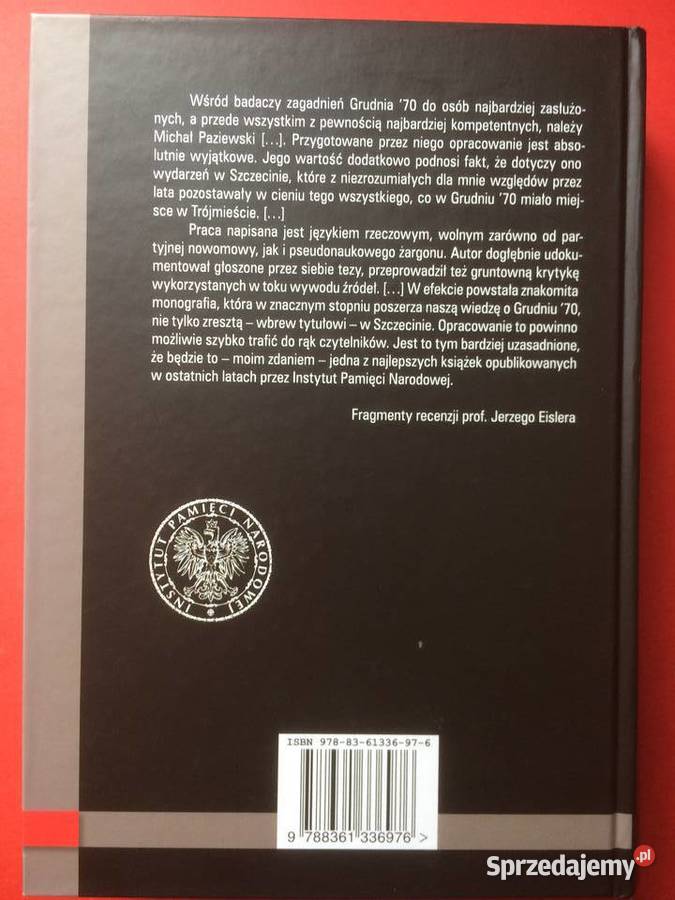 Wśród badaczy zagadnień Grudnia ’70 do osób najbardziej zasłużo-
nych, a przede wszystkim z pewnością najbardziej kompetentnych, należy
Michał Paziewski […]. Przygotowane przez niego opracowanie jest abso-
lutnie wyjątkowe. Jego wartość dodatkowo podnosi fakt, że dotyczy ono
wydarzeń w Szczecinie, które z niezrozumiałych dla mnie względów przez
lata pozostawały w cieniu tego wszystkiego, co w Grudniu ’70 miało miej-
sce w Trójmieście. […]
Praca napisana jest językiem rzeczowym, wolnym zarówno od par-
tyjnej nowomowy, jak i pseudonaukowego żargonu. Autor dogłębnie udoku-
mentował głoszone przez siebie tezy, przeprowadził też gruntowną krytykę
wykorzystanych w toku wywodu źródeł. […] W efekcie powstała znakomita
monografia, która w znacznym stopniu poszerza naszą wiedzę o Grudniu ’70,
nie tylko zresztą – wbrew tytułowi – w Szczecinie. Opracowanie to powinno
możliwie szybko trafić do rąk czytelników. Jest to tym bardziej uzasadnione,
że będzie to – moim zdaniem – jedna z najlepszych książek opublikowanych
w ostatnich latach przez Instytut Pamięci Narodowej.
Fragmenty recenzji prof. Jerzego Eislera
INSTYTUT PAMIĘCI NARODOWEJ
ISBN 978-83-61336-97-6
9 788361 336976 >
Sprzedajemy.pl